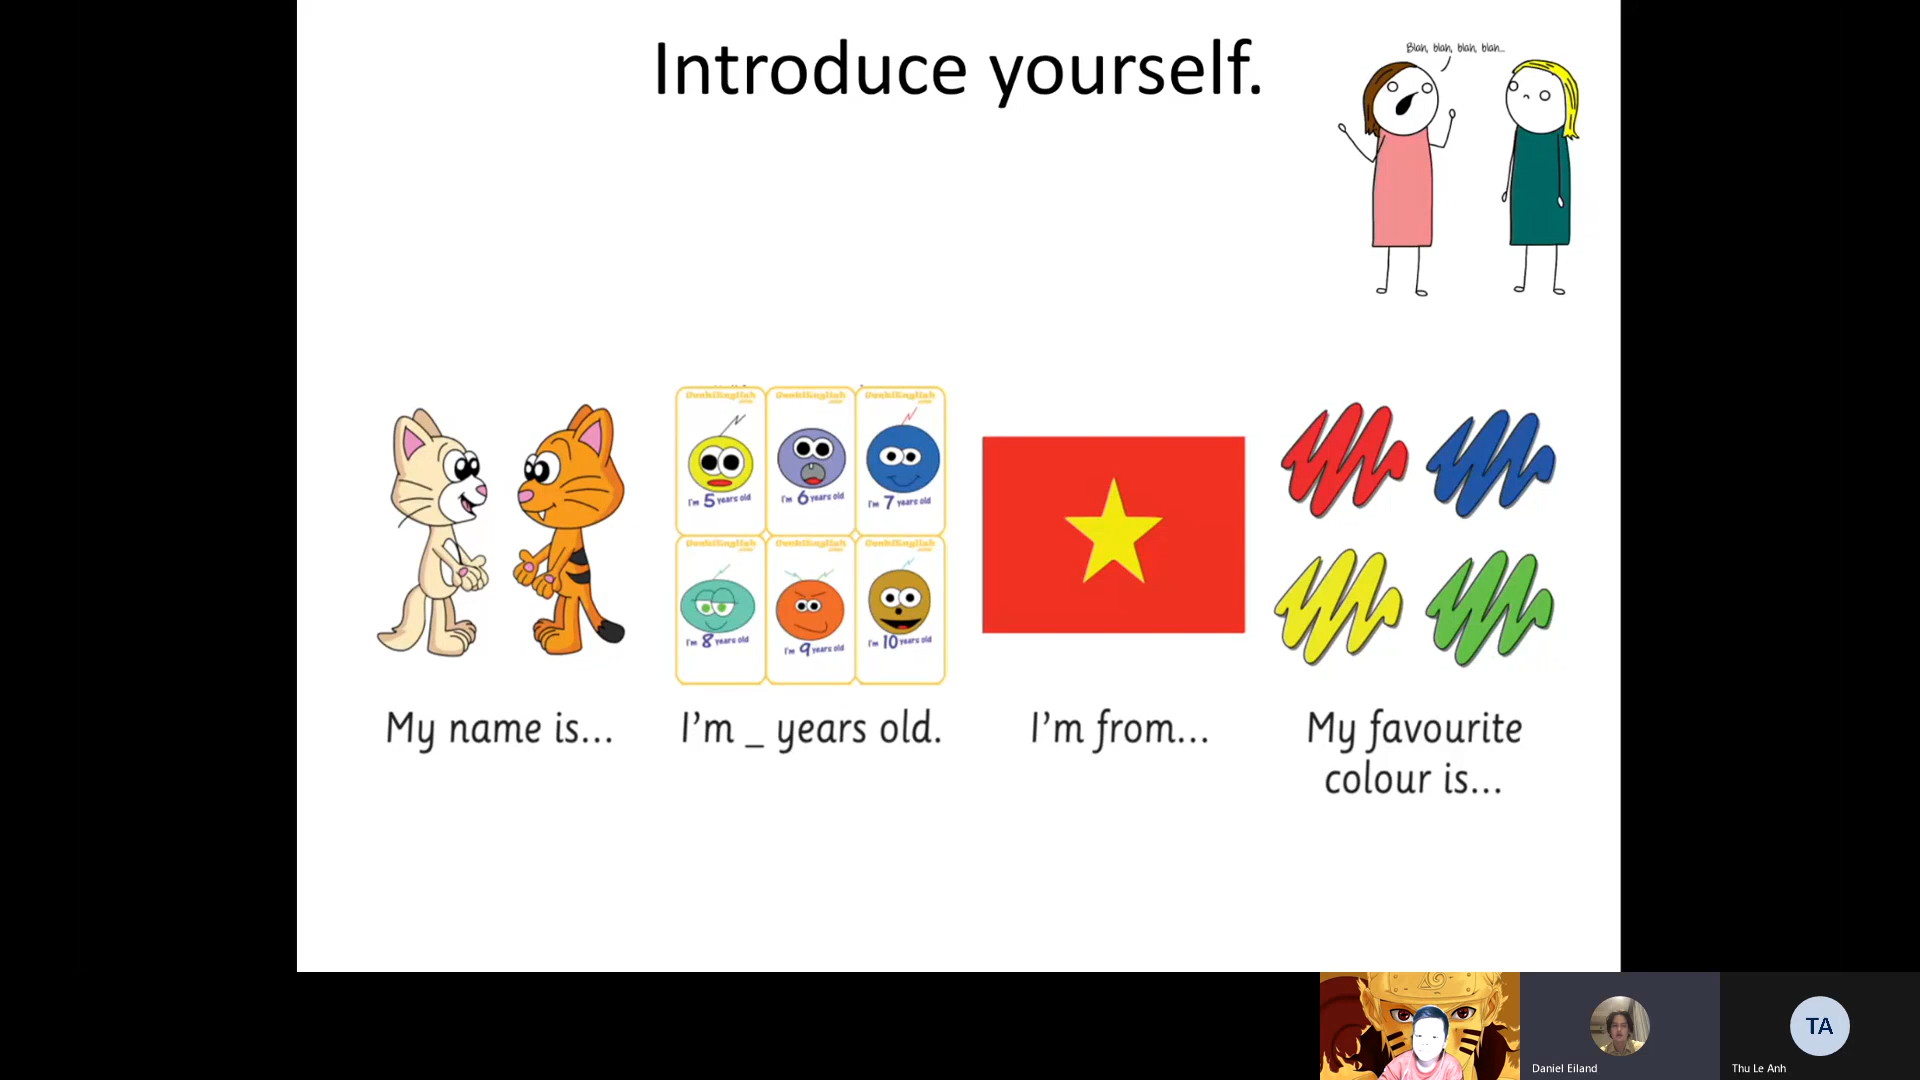 Introduce yourself.
Blah, blah, blah, blah...
I'm 5 years old
I'm 6 years old
I'm 7 years old
I'm 8 years old
I'm 9 years old
I'm 10 years old
My name is...
I'm _ years old.
I'm from...
My favourite
colour is...
TA
Daniel Eiland
Thu Le Anh